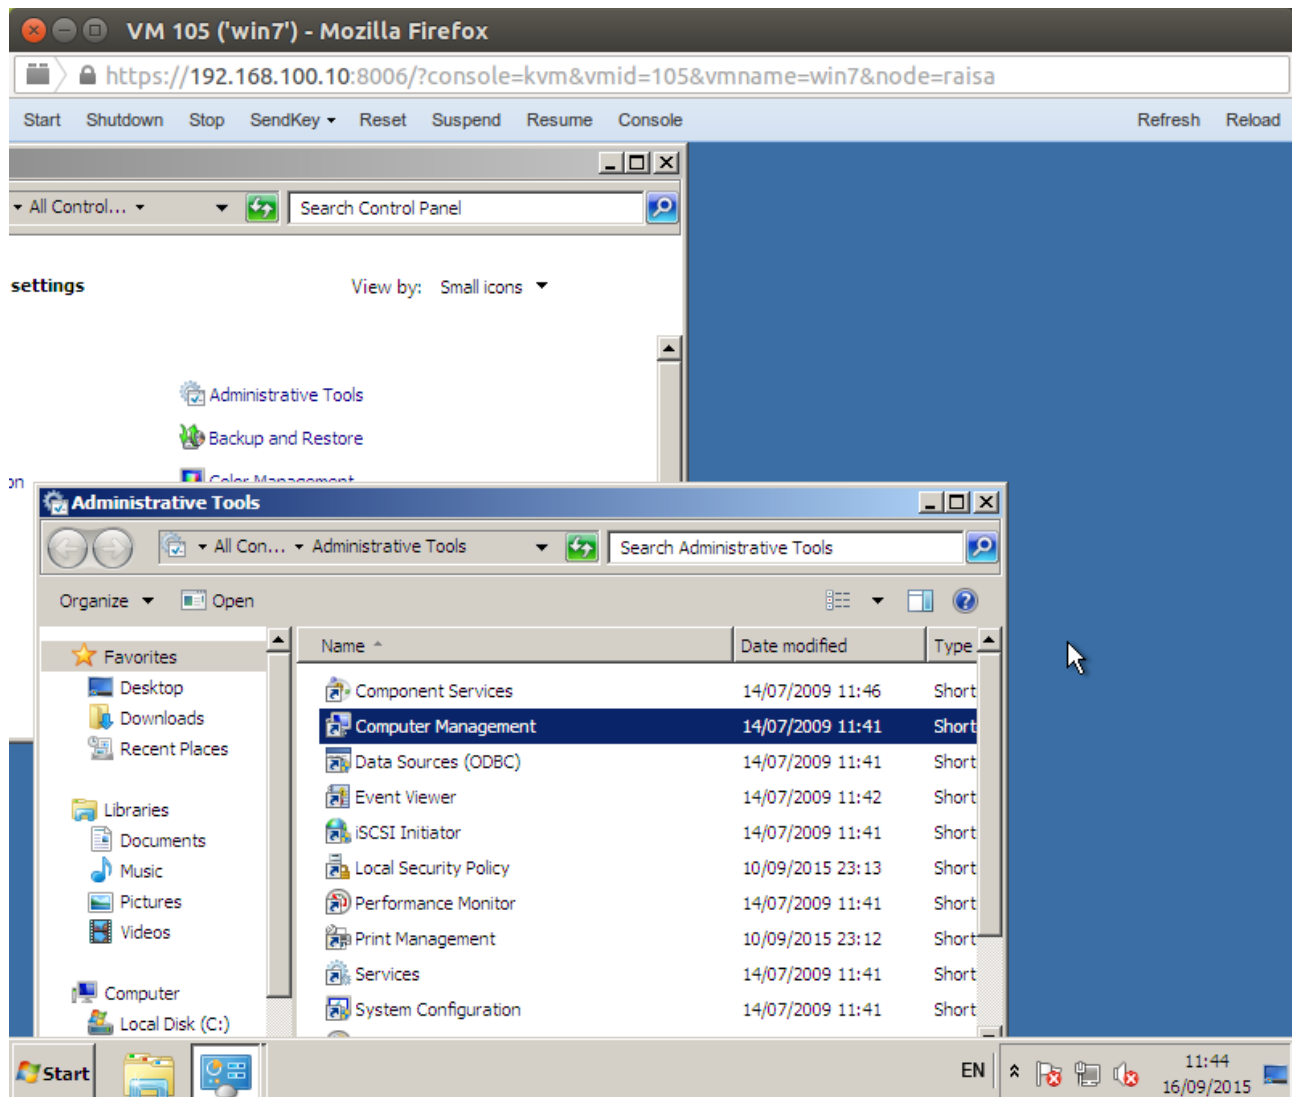 VM 105 ('win7') - Mozilla Firefox
https://192.168.100.10:8006/?console=kvm&vmid=105&vmname=win7&node=raisa
Start Shutdown Stop SendKey Reset Suspend Resume Console Refresh Reload
All Control... Search Control Panel
settings View by: Small icons
Administrative Tools
Backup and Restore
on Color Management
Administrative Tools
All Con... Administrative Tools Search Administrative Tools
Organize Open
Favorites
Desktop
Downloads
Recent Places
Libraries
Documents
Music
Pictures
Videos
Computer
Local Disk (C:)
Name Date modified Type
Component Services 14/07/2009 11:46 Short
Computer Management 14/07/2009 11:41 Short
Data Sources (ODBC) 14/07/2009 11:41 Short
Event Viewer 14/07/2009 11:42 Short
iSCSI Initiator 14/07/2009 11:41 Short
Local Security Policy 10/09/2015 23:13 Short
Performance Monitor 14/07/2009 11:41 Short
Print Management 10/09/2015 23:12 Short
Services 14/07/2009 11:41 Short
System Configuration 14/07/2009 11:41 Short
Start EN 11:44
16/09/2015